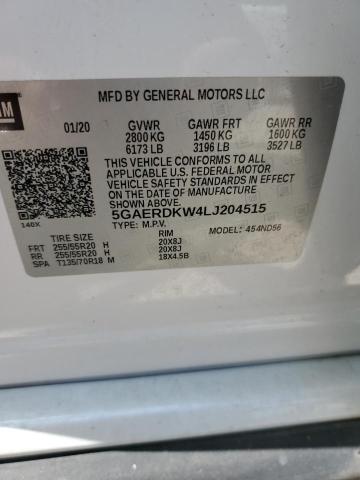 GM
MFD BY GENERAL MOTORS LLC
01/20 GVWR GAWR FRT GAWR RR
2800 KG 1450 KG 1600 KG
6173 LB 3196 LB 3527 LB
THIS VEHICLE CONFORMS TO ALL
APPLICABLE U.S. FEDERAL MOTOR
VEHICLE SAFETY STANDARDS IN EFFECT
ON THE DATE OF MANUFACTURE
SHOWN ABOVE.
5GAERDKW4LJ204515
140X TYPE: M.P.V. MODEL: 4S4ND56
TIRE SIZE RIM
FRT 255/55R20 H 20X8J
RR 255/55R20 H 20X8J
SPA T135/70R18 M 18X4.5B